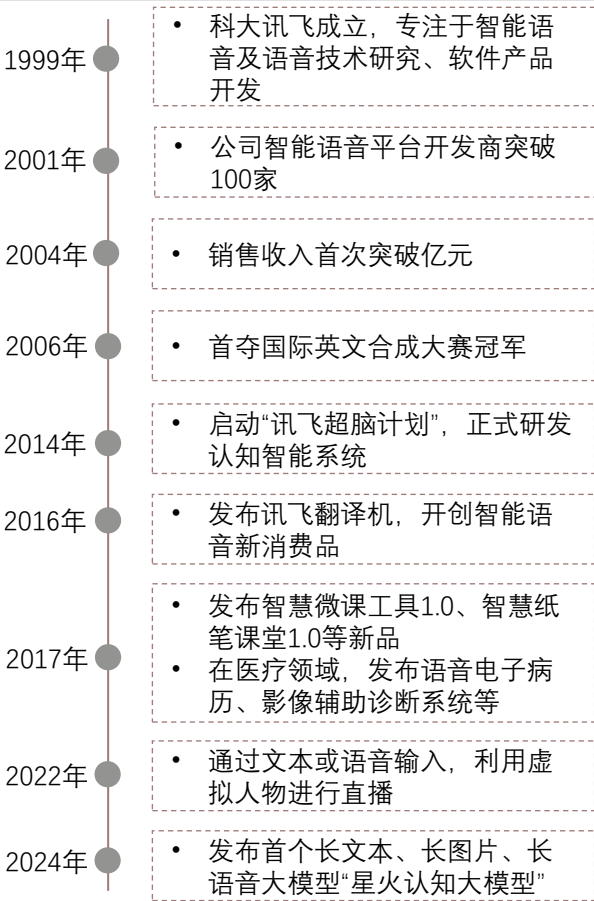 1999年
• 科大讯飞成立，专注于智能语
音及语音技术研究、软件产品
开发
2001年
• 公司智能语音平台开发商突破
100家
2004年
• 销售收入首次突破亿元
2006年
• 首夺国际英文合成大赛冠军
2014年
• 启动“讯飞超脑计划”，正式研发
认知智能系统
2016年
• 发布讯飞翻译机，开创智能语
音新消费品
2017年
• 发布智慧微课工具1.0、智慧纸
笔课堂1.0等新品
• 在医疗领域，发布语音电子病
历、影像辅助诊断系统等
2022年
• 通过文本或语音输入，利用虚
拟人物进行直播
2024年
• 发布首个长文本、长图片、长
语音大模型“星火认知大模型”